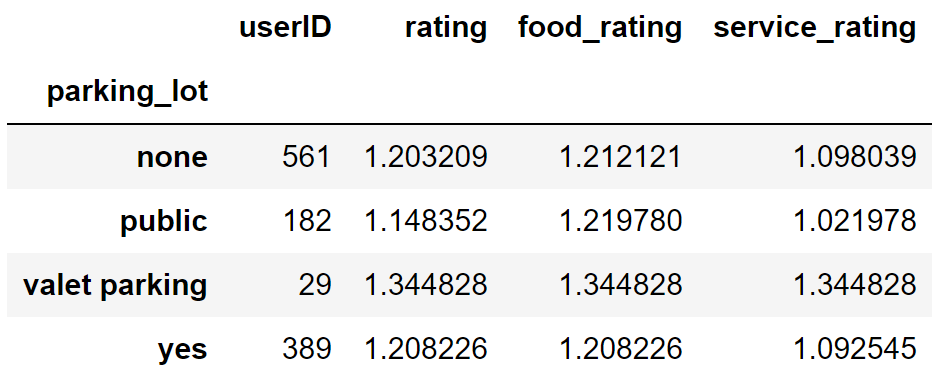 userID rating food_rating service_rating
parking_lot
none 561 1.203209 1.212121 1.098039
public 182 1.148352 1.219780 1.021978
valet parking 29 1.344828 1.344828 1.344828
yes 389 1.208226 1.208226 1.092545